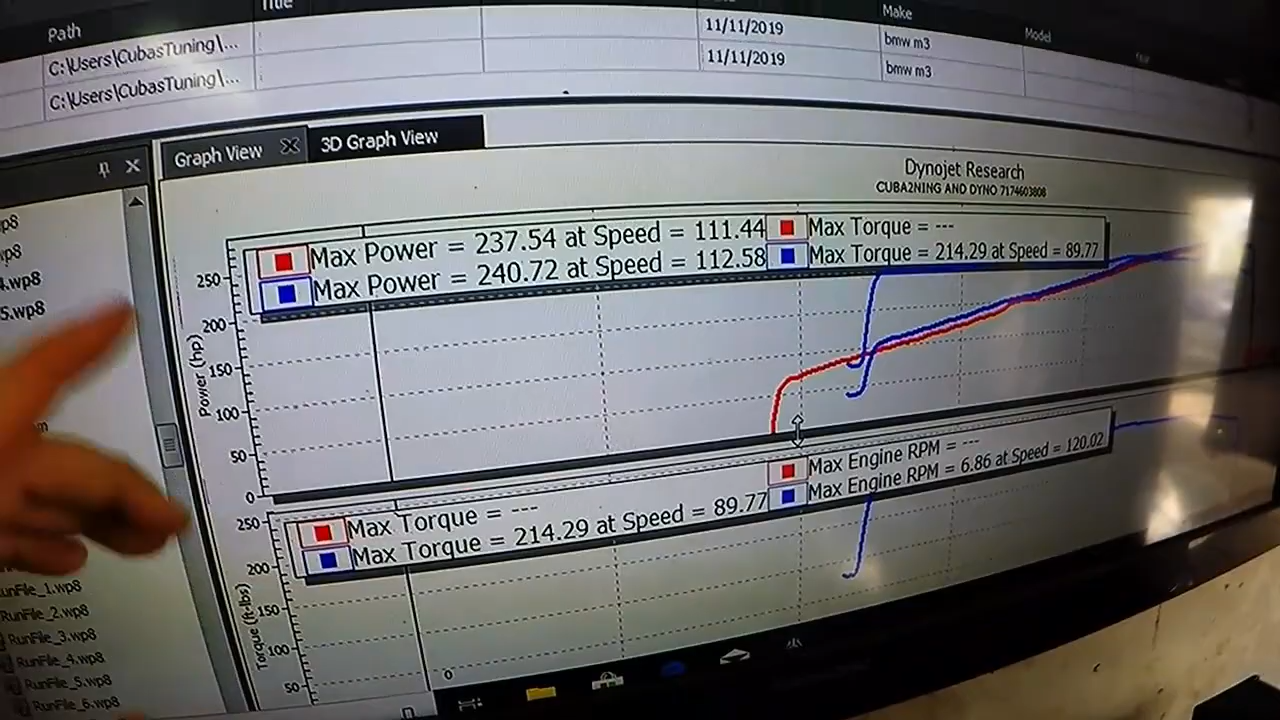 Path
Title
Make
Model
C:\Users\CubasTuning\...
11/11/2019
bmw m3
C:\Users\CubasTuning\...
11/11/2019
bmw m3
Graph View
3D Graph View
Dynojet Research
CUBA2NING AND DYNO 7174603808
Max Power = 237.54 at Speed = 111.44
Max Torque = ---
Max Power = 240.72 at Speed = 112.58
Max Torque = 214.29 at Speed = 89.77
250
200
150
100
50
0
Power (hp)
Max Engine RPM = ---
Max Engine RPM = 6.86 at Speed = 120.02
Max Torque = ---
Max Torque = 214.29 at Speed = 89.77
250
200
150
100
50
Torque (ft-lbs)
0
4.wp8
5.wp8
RunFile_1.wp8
RunFile_2.wp8
RunFile_3.wp8
RunFile_4.wp8
RunFile_5.wp8
RunFile_6.wp8